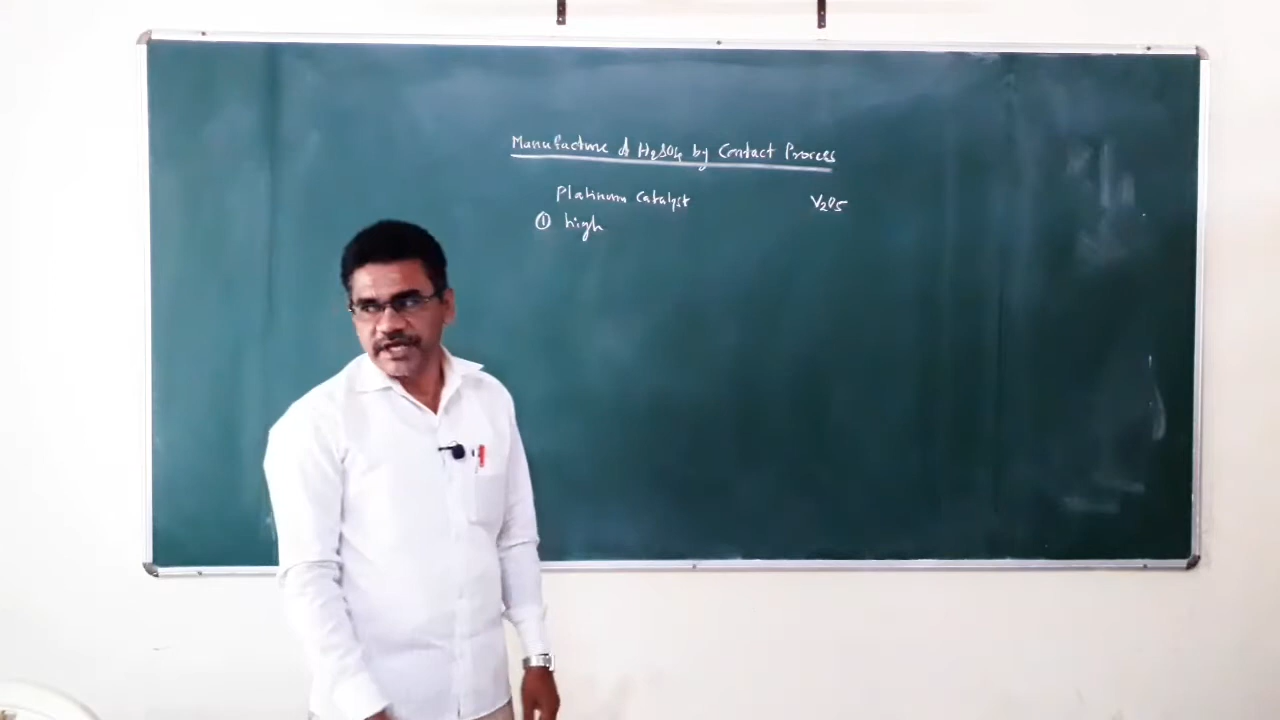 Manufacture of H₂SO₄ by Contact Process
Platinum Catalyst V₂O₅
① high